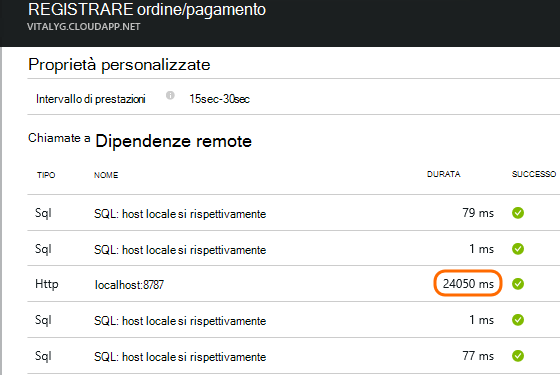 REGISTRARE ordine/pagamento
VITALYG.CLOUDAPP.NET
Proprietà personalizzate
Intervallo di prestazioni 15sec-30sec
Chiamate a Dipendenze remote
TIPO NOME DURATA SUCCESSO
Sql SQL: host locale si rispettivamente 79 ms
Sql SQL: host locale si rispettivamente 1 ms
Http localhost:8787 24050 ms
Sql SQL: host locale si rispettivamente 1 ms
Sql SQL: host locale si rispettivamente 77 ms